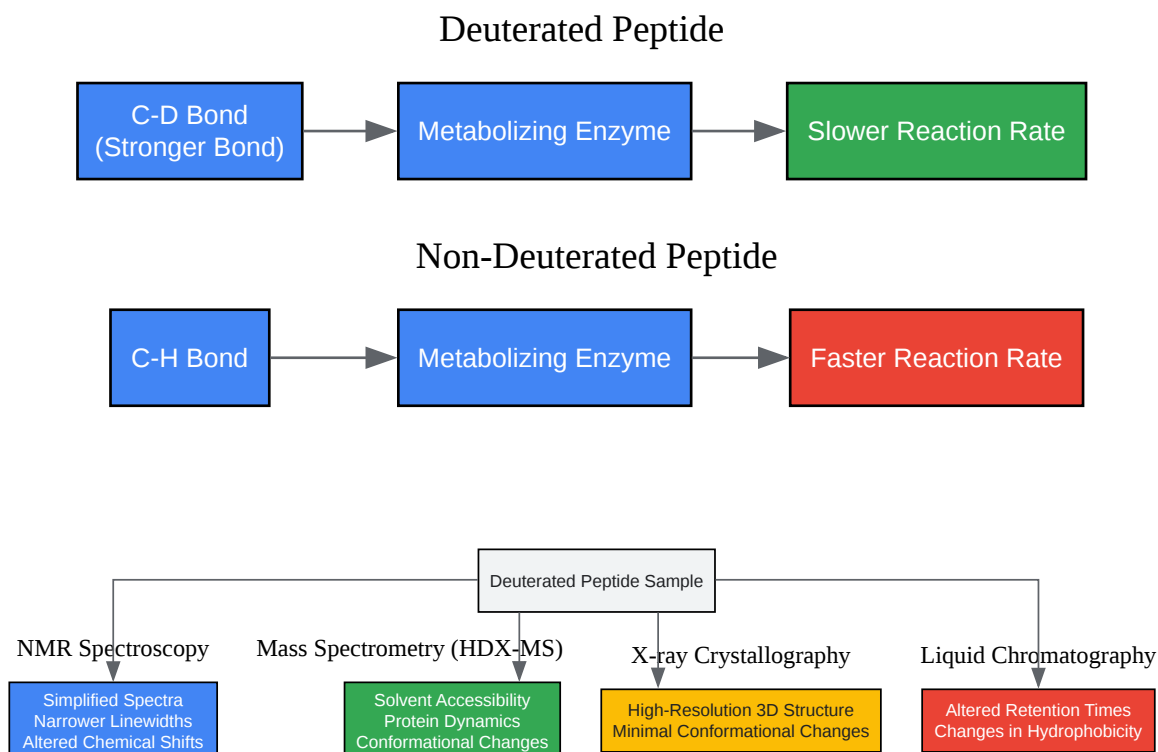 Deuterated Peptide
C-D Bond
(Stronger Bond)
Metabolizing Enzyme
Slower Reaction Rate
Non-Deuterated Peptide
C-H Bond
Metabolizing Enzyme
Faster Reaction Rate
Deuterated Peptide Sample
NMR Spectroscopy
Mass Spectrometry (HDX-MS)
X-ray Crystallography
Liquid Chromatography
Simplified Spectra
Narrower Linewidths
Altered Chemical Shifts
Solvent Accessibility
Protein Dynamics
Conformational Changes
High-Resolution 3D Structure
Minimal Conformational Changes
Altered Retention Times
Changes in Hydrophobicity